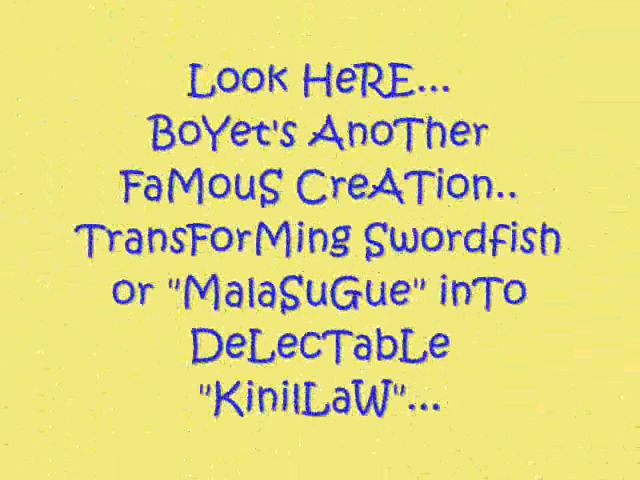 Look HeRE...
BoYet's AnoTher
FaMouS CreATion..
TransForMing Swordfish
or "MalaSuGue" inTo
DeLecTabLe
"KinilLaW"...